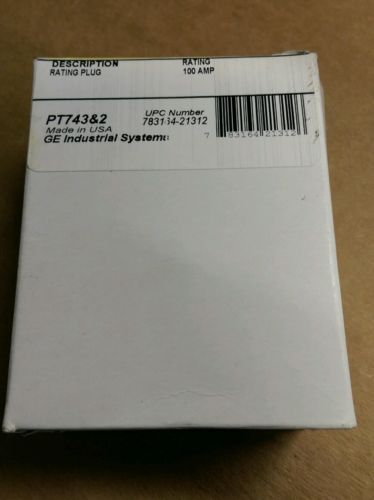 DESCRIPTION
RATING
RATING PLUG
100 AMP
PT743&2
UPC Number
783164-21312
Made in USA
GE Industrial Systems
7 83164 21312